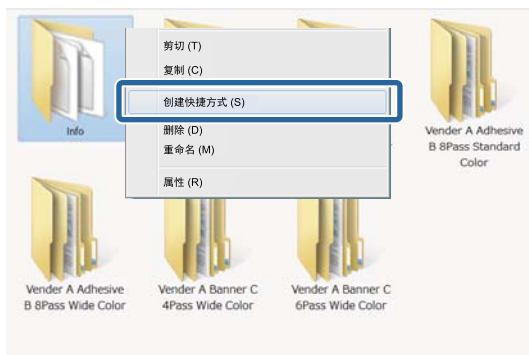 Info
剪切 (T)
复制 (C)
创建快捷方式 (S)
删除 (D)
重命名 (M)
属性 (R)
Vender A Adhesive
B 8Pass Standard
Color
Vender A Adhesive
B 8Pass Wide Color
Vender A Banner C
4Pass Wide Color
Vender A Banner C
6Pass Wide Color